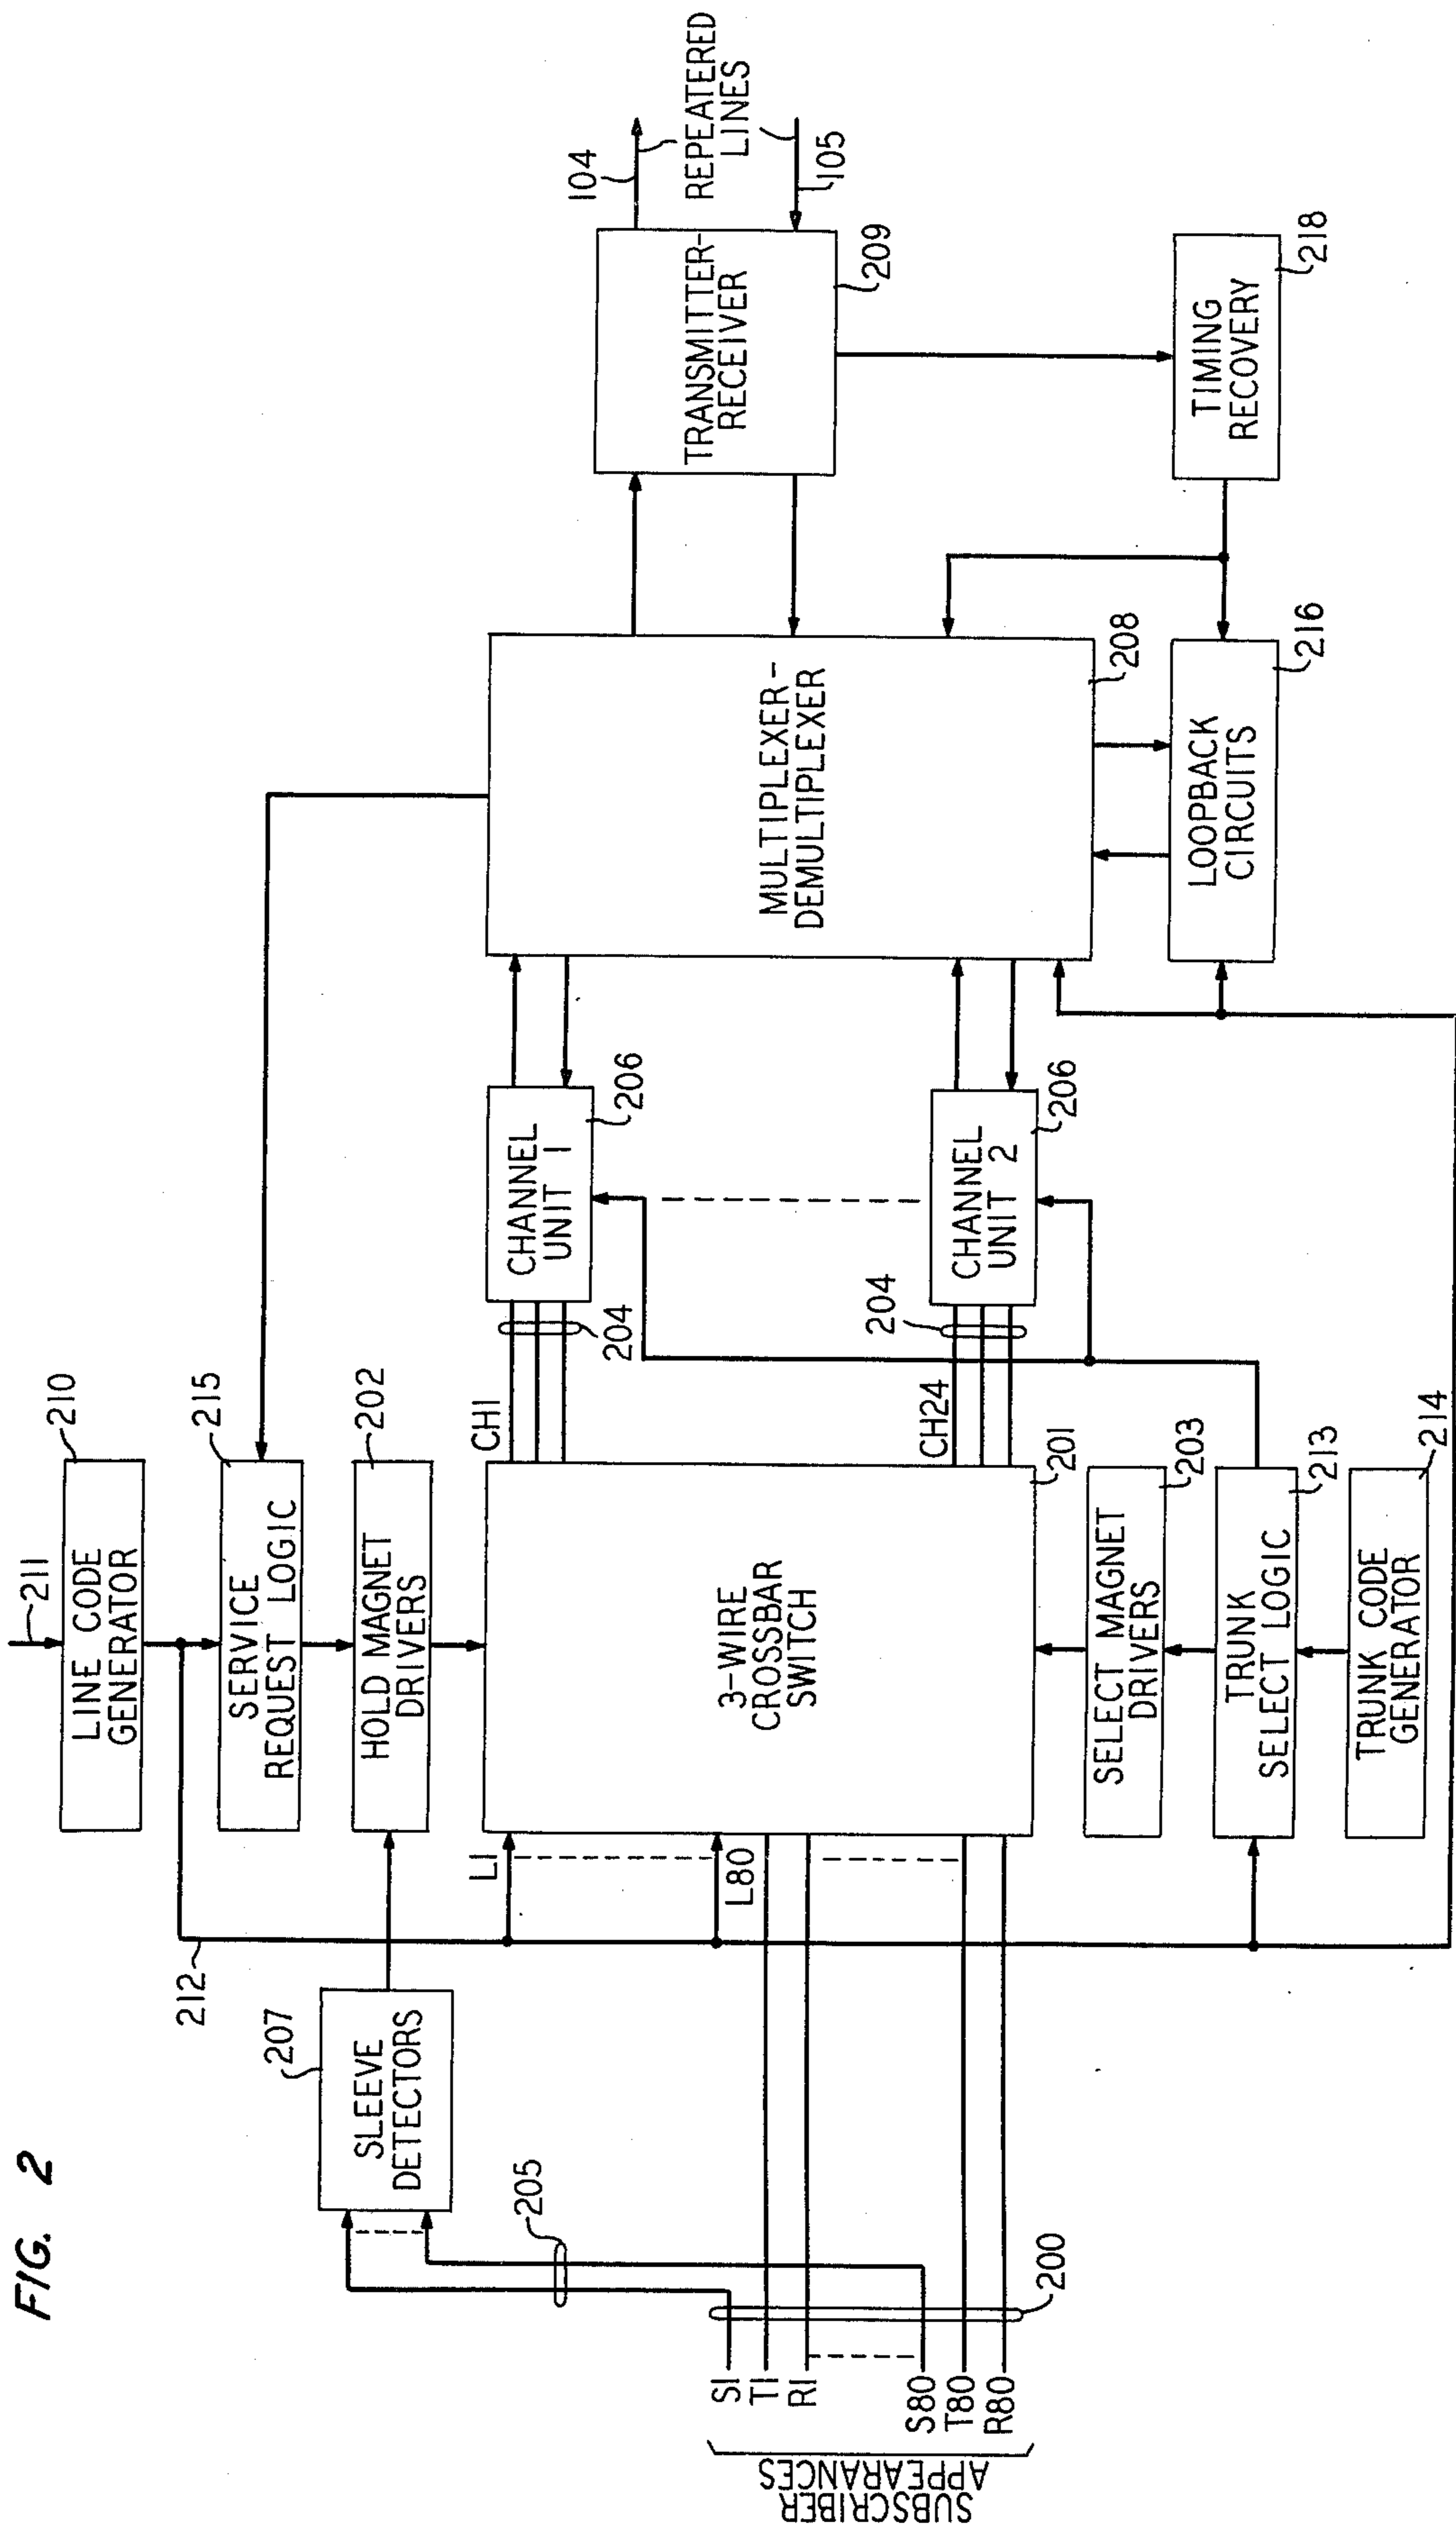 FIG. 2
211
LINE CODE
GENERATOR
210
SERVICE
REQUEST LOGIC
215
HOLD MAGNET
DRIVERS
202
212
207
SLEEVE
DETECTORS
205
L1
L80
3-WIRE
CROSSBAR
SWITCH
201
CH1
204
CHANNEL
UNIT 1
206
CH24
204
CHANNEL
UNIT 2
206
MULTIPLEXER-
DEMULTIPLEXER
208
TRANSMITTER-
RECEIVER
209
104
REPEATERED
LINES
105
TIMING
RECOVERY
218
LOOPBACK
CIRCUITS
216
SELECT MAGNET
DRIVERS
203
TRUNK
SELECT LOGIC
213
TRUNK CODE
GENERATOR
214
S1
T1
R1
S80
T80
R80
200
SUBSCRIBER
APPEARANCES